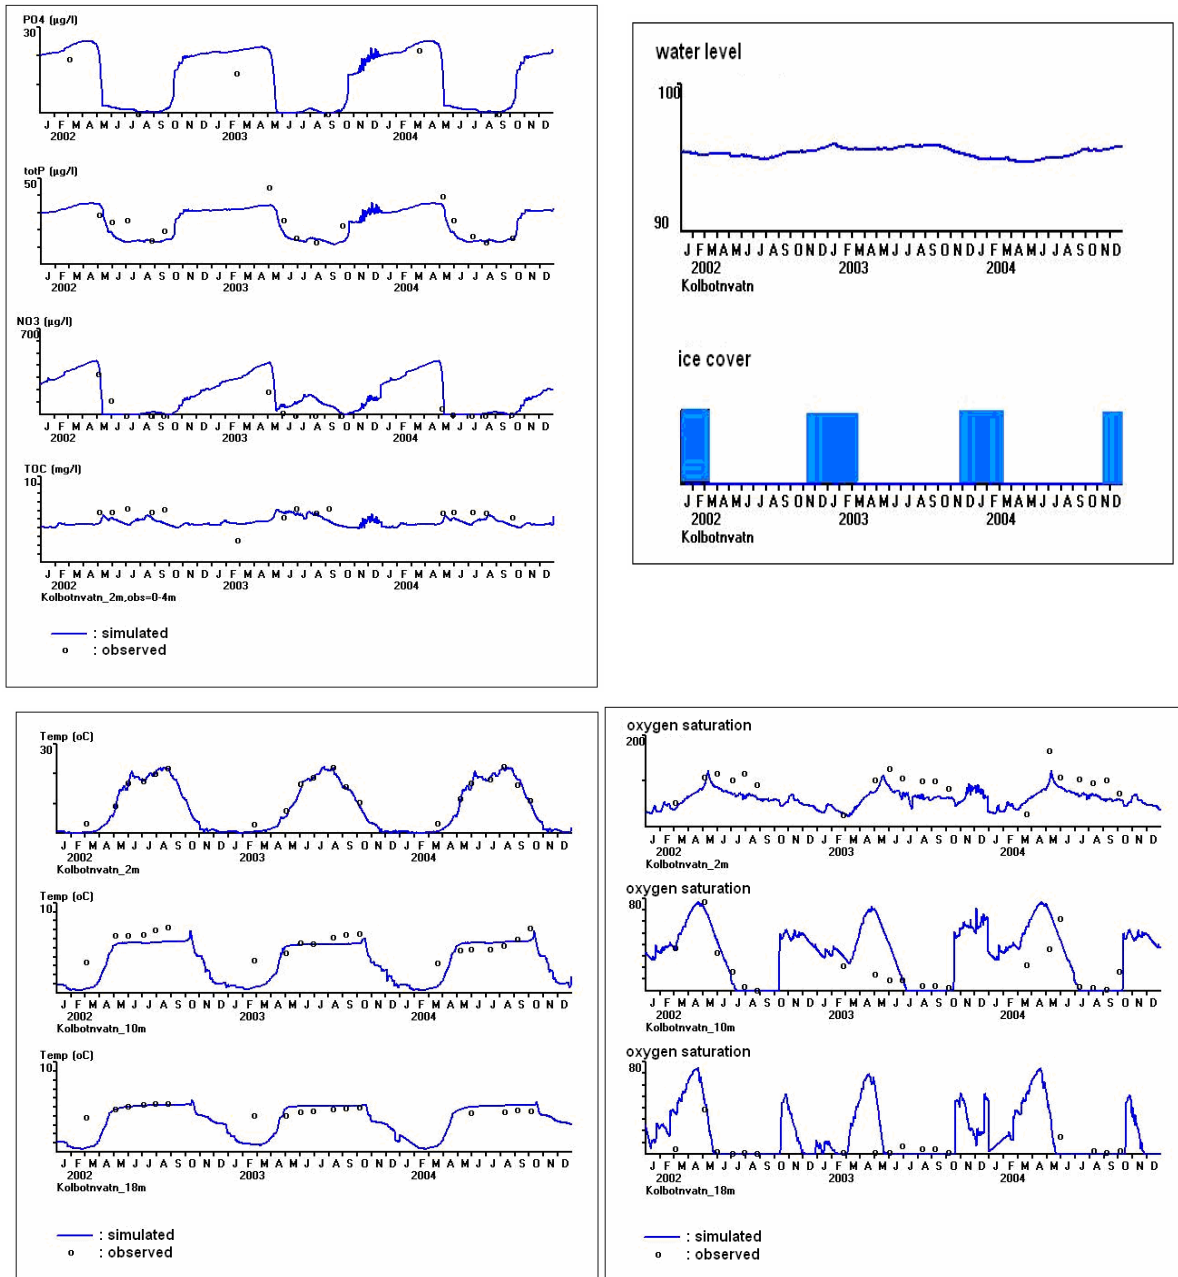 PO4 (µg/l)
30
J F M A M J J A S O N D J F M A M J J A S O N D J F M A M J J A S O N D
2002 2003 2004
totP (µg/l)
50
J F M A M J J A S O N D J F M A M J J A S O N D J F M A M J J A S O N D
2002 2003 2004
NO3 (µg/l)
700
J F M A M J J A S O N D J F M A M J J A S O N D J F M A M J J A S O N D
2002 2003 2004
TOC (mg/l)
10
J F M A M J J A S O N D J F M A M J J A S O N D J F M A M J J A S O N D
2002 2003 2004
Kolbotnvatn_2m,obs=0-4m
: simulated
: observed
water level
100
90
J F M A M J J A S O N D J F M A M J J A S O N D J F M A M J J A S O N D
2002 2003 2004
Kolbotnvatn
ice cover
J F M A M J J A S O N D J F M A M J J A S O N D J F M A M J J A S O N D
2002 2003 2004
Kolbotnvatn
Temp (oC)
30
J F M A M J J A S O N D J F M A M J J A S O N D J F M A M J J A S O N D
2002 2003 2004
Kolbotnvatn_2m
Temp (oC)
10
J F M A M J J A S O N D J F M A M J J A S O N D J F M A M J J A S O N D
2002 2003 2004
Kolbotnvatn_10m
Temp (oC)
10
J F M A M J J A S O N D J F M A M J J A S O N D J F M A M J J A S O N D
2002 2003 2004
Kolbotnvatn_18m
: simulated
: observed
oxygen saturation
200
J F M A M J J A S O N D J F M A M J J A S O N D J F M A M J J A S O N D
2002 2003 2004
Kolbotnvatn_2m
oxygen saturation
80
J F M A M J J A S O N D J F M A M J J A S O N D J F M A M J J A S O N D
2002 2003 2004
Kolbotnvatn_10m
oxygen saturation
80
J F M A M J J A S O N D J F M A M J J A S O N D J F M A M J J A S O N D
2002 2003 2004
Kolbotnvatn_18m
: simulated
: observed